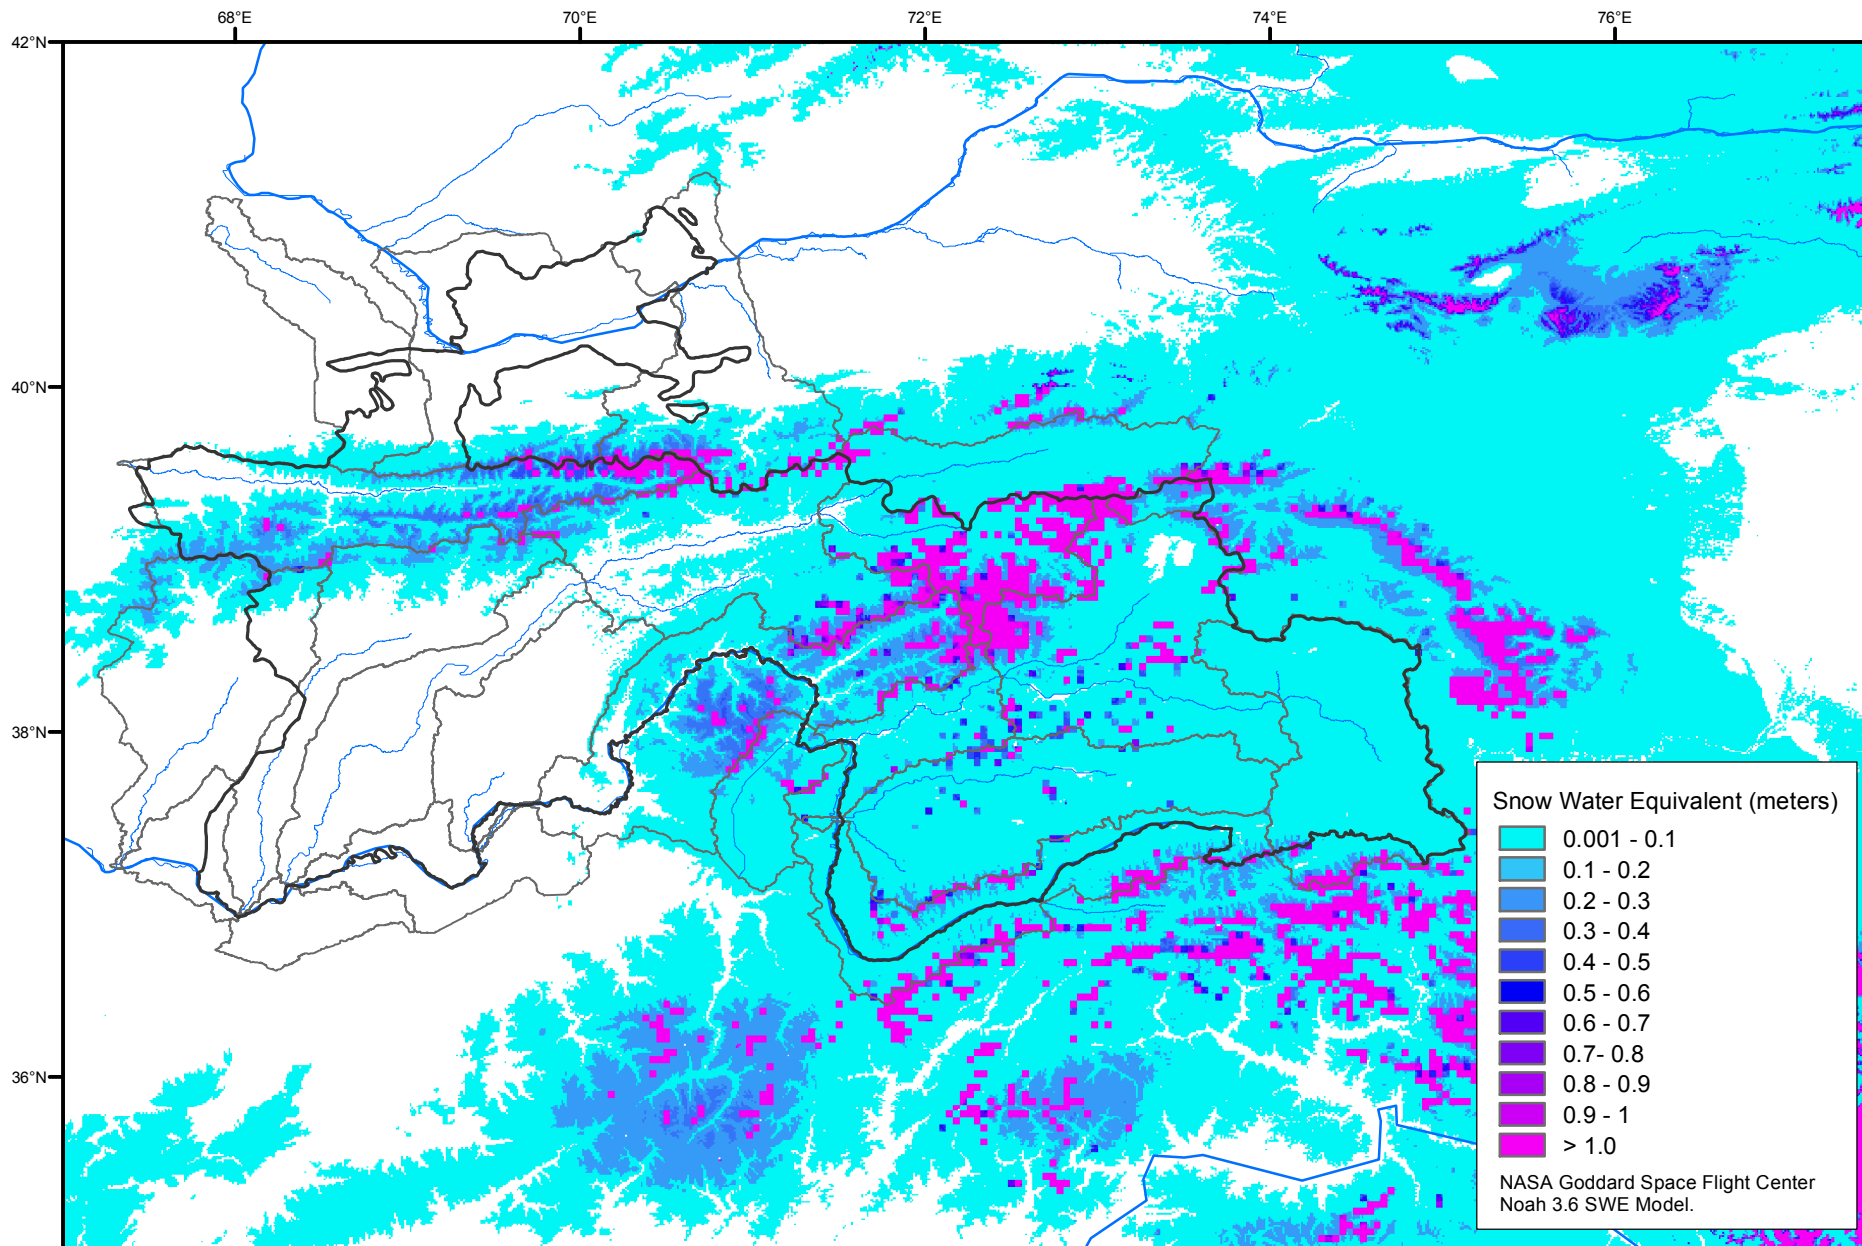 68°E
70°E
72°E
74°E
76°E
42°N
40°N
38°N
36°N
Snow Water Equivalent (meters)
0.001 - 0.1
0.1 - 0.2
0.2 - 0.3
0.3 - 0.4
0.4 - 0.5
0.5 - 0.6
0.6 - 0.7
0.7- 0.8
0.8 - 0.9
0.9 - 1
> 1.0
NASA Goddard Space Flight Center
Noah 3.6 SWE Model.